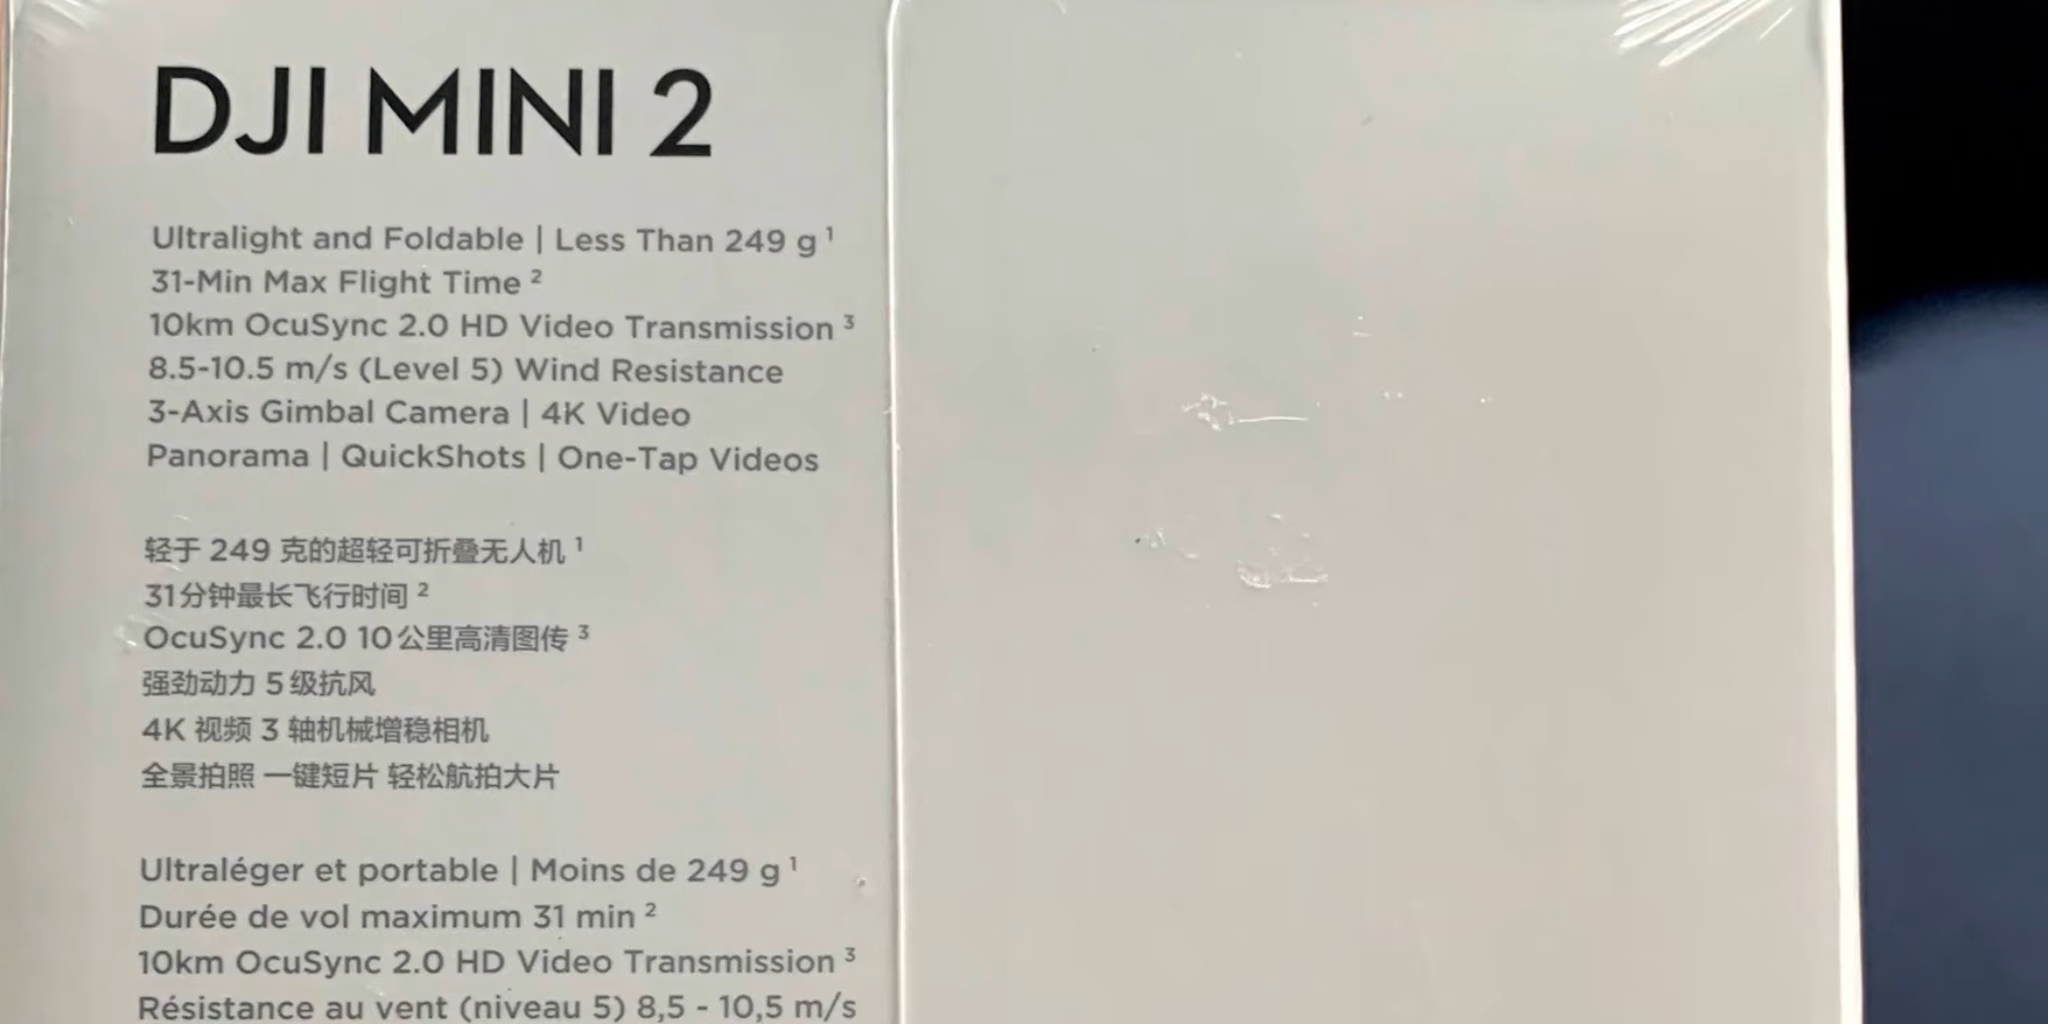 DJI MINI 2
Ultralight and Foldable | Less Than 249 g ¹
31-Min Max Flight Time ²
10km OcuSync 2.0 HD Video Transmission ³
8.5-10.5 m/s (Level 5) Wind Resistance
3-Axis Gimbal Camera | 4K Video
Panorama | QuickShots | One-Tap Videos
轻于 249 克的超轻可折叠无人机 ¹
31分钟最长飞行时间 ²
OcuSync 2.0 10公里高清图传 ³
强劲动力 5级抗风
4K 视频 3 轴机械增稳相机
全景拍照 一键短片 轻松航拍大片
Ultraléger et portable | Moins de 249 g ¹
Durée de vol maximum 31 min ²
10km OcuSync 2.0 HD Video Transmission ³
Résistance au vent (niveau 5) 8,5 - 10,5 m/s